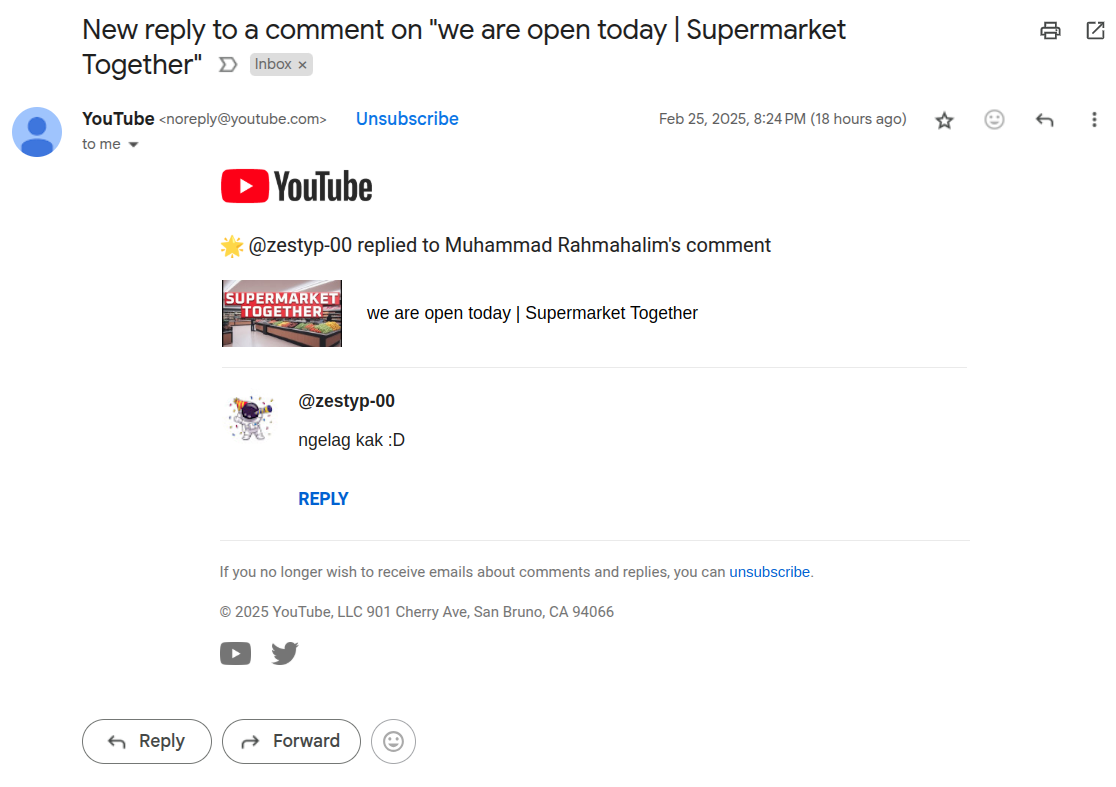 New reply to a comment on "we are open today | Supermarket
Together"
Inbox ×
YouTube <noreply@youtube.com> Unsubscribe
Feb 25, 2025, 8:24 PM (18 hours ago)
to me
YouTube
🌟 @zestyp-00 replied to Muhammad Rahmahalim's comment
SUPERMARKET
TOGETHER
we are open today | Supermarket Together
@zestyp-00
ngelag kak :D
REPLY
If you no longer wish to receive emails about comments and replies, you can unsubscribe.
© 2025 YouTube, LLC 901 Cherry Ave, San Bruno, CA 94066
Reply
Forward